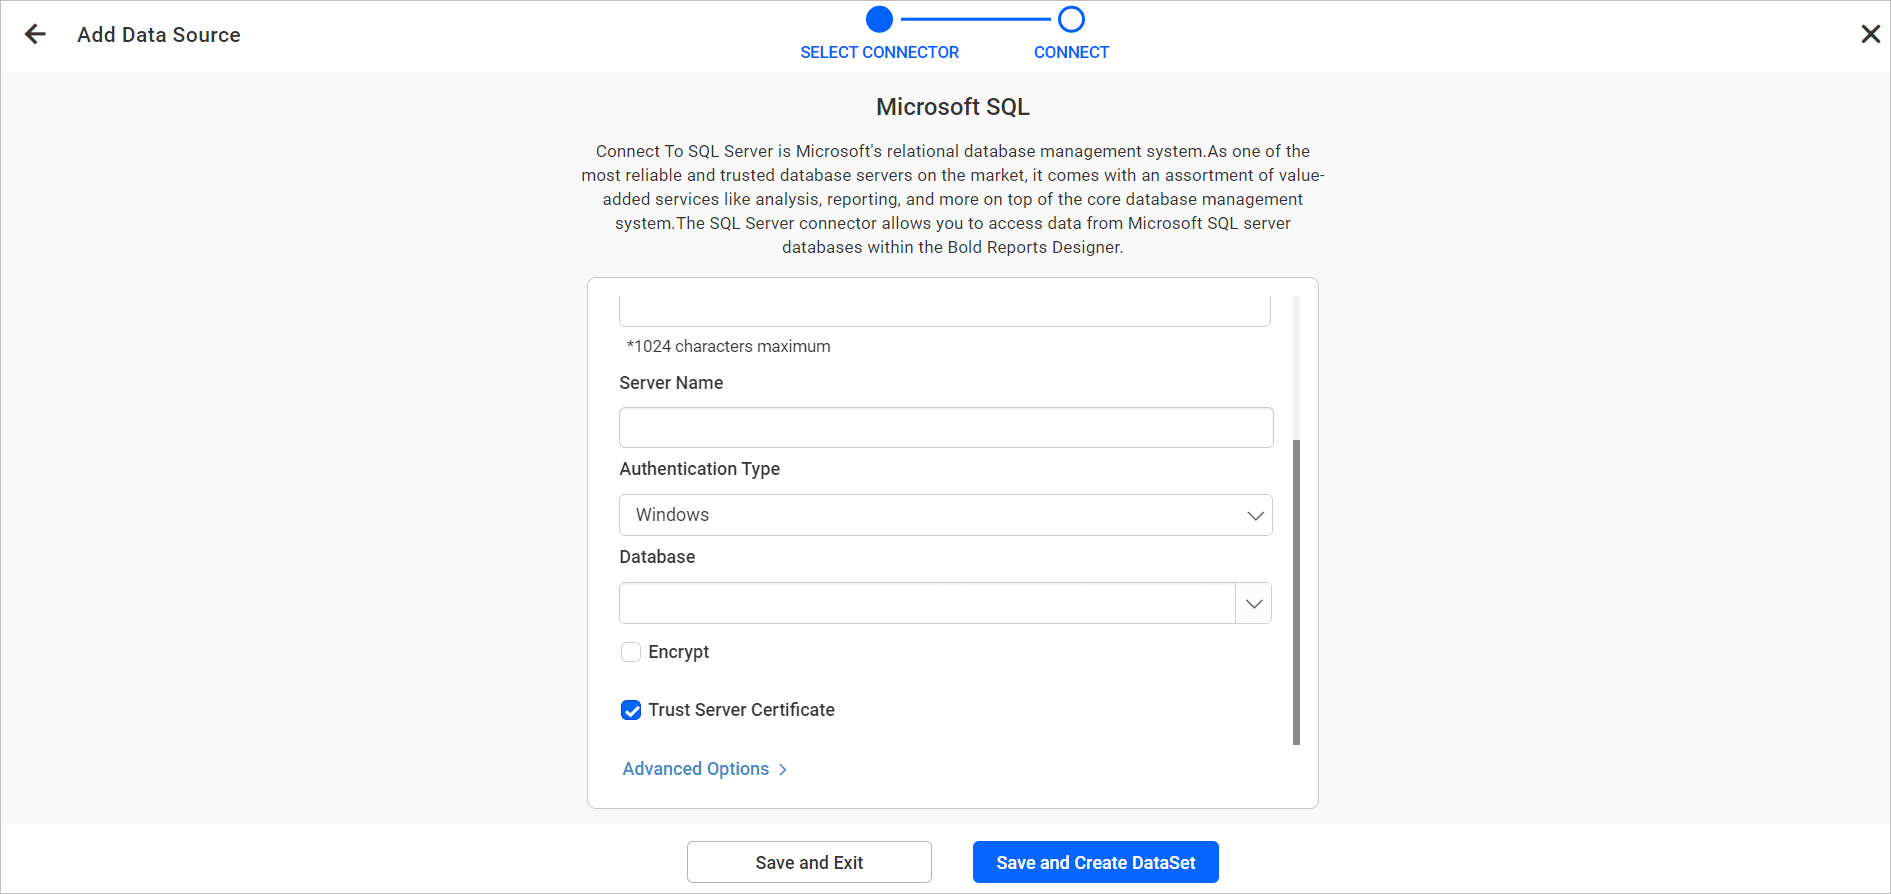 Add Data Source
SELECT CONNECTOR
CONNECT
Microsoft SQL
Connect To SQL Server is Microsoft's relational database management system.As one of the
most reliable and trusted database servers on the market, it comes with an assortment of value-
added services like analysis, reporting, and more on top of the core database management
system.The SQL Server connector allows you to access data from Microsoft SQL server
databases within the Bold Reports Designer.
*1024 characters maximum
Server Name
Authentication Type
Windows
Database
Encrypt
Trust Server Certificate
Advanced Options
Save and Exit
Save and Create DataSet